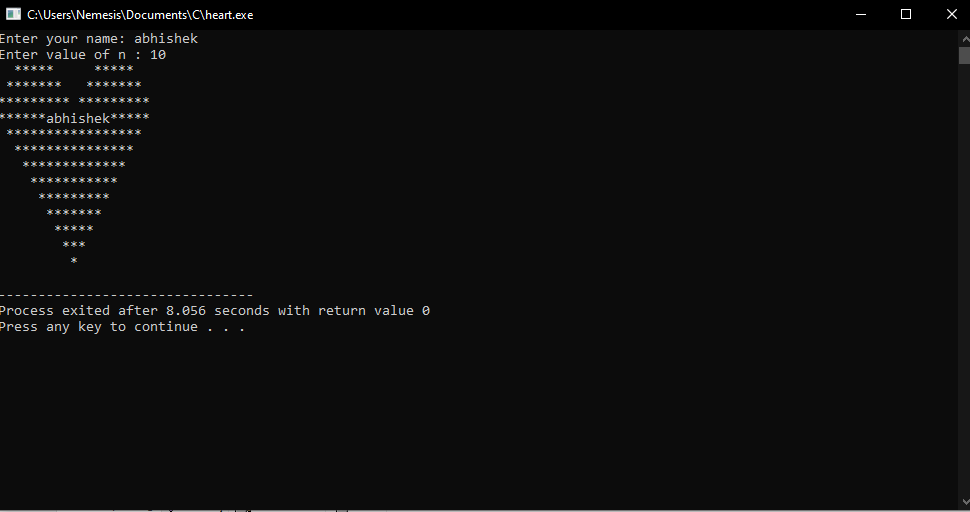 C:\Users\Nemesis\Documents\C\heart.exe
Enter your name: abhishek
Enter value of n : 10
  *****     *****
 *******   *******
********* *********
******abhishek*****
 *****************
  ***************
   *************
    ***********
     *********
      *******
       *****
        ***
         *
--------------------------------
Process exited after 8.056 seconds with return value 0
Press any key to continue . . .